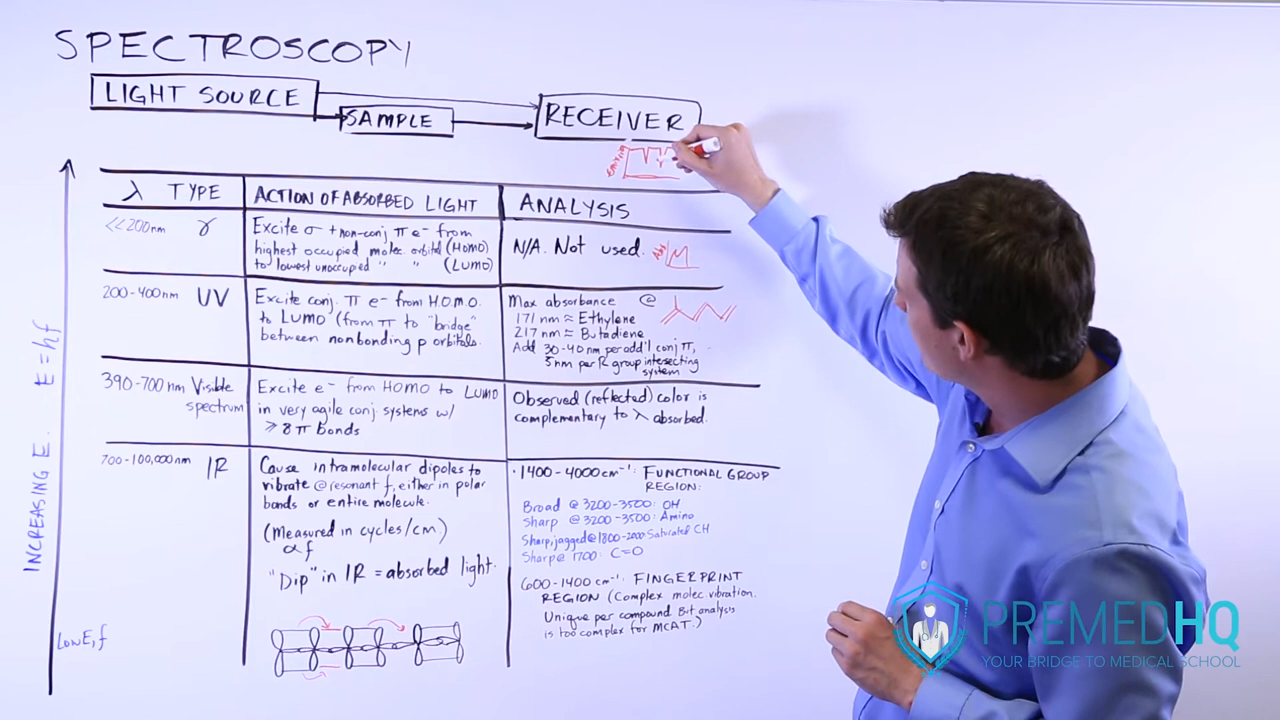 SPECTROSCOPY
LIGHT SOURCE
SAMPLE
RECEIVER
λ TYPE
ACTION OF ABSORBED LIGHT
ANALYSIS
<<200nm γ
Excite σ + non-conj π e- from
highest occupied molec orbital (HOMO)
to lowest unoccupied " " (LUMO)
N/A. Not used.
200-400nm UV
Excite conj. π e- from H.O.M.O.
to LUMO (from π to "bridge"
between nonbonding p orbitals.
Max absorbance @
171 nm ≈ Ethylene
217 nm ≈ Butadiene
Add 30-40 nm per add'l conj π,
5 nm per R group intersecting
system
390-700 nm Visible
spectrum
Excite e- from HOMO to LUMO
in very agile conj. systems w/
≥ 8 π bonds
Observed (reflected) color is
complementary to λ absorbed.
700-100,000nm IR
Cause intramolecular dipoles to
vibrate @ resonant f, either in polar
bonds or entire molecule.
(Measured in cycles/cm)
∝ f
"Dip" in IR = absorbed light.
· 1400-4000cm⁻¹: FUNCTIONAL GROUP
REGION:
Broad @ 3200-3500: OH
Sharp @ 3200-3500: Amino
Sharp, jagged @ 1800-2000: Saturated CH
Sharp @ 1700: C=O
600-1400 cm⁻¹: FINGERPRINT
REGION (Complex molec. vibration.
Unique per compound. Bit analysis
is too complex for MCAT.)
INCREASING E. E=hf
LOW E, f
PREMEDHQ
YOUR BRIDGE TO MEDICAL SCHOOL